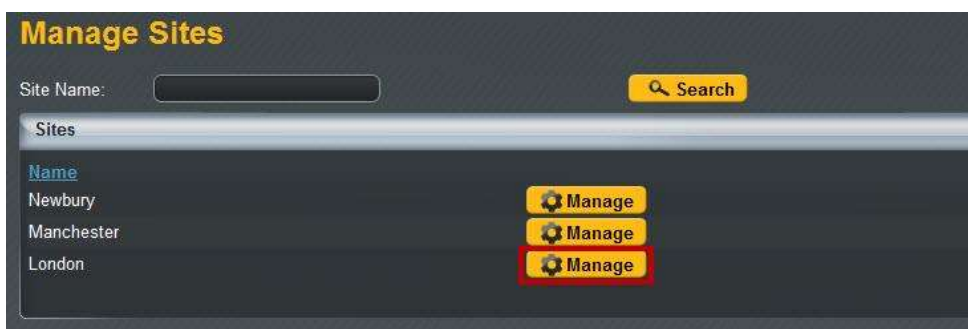 Manage Sites
Site Name: Search
Sites
Name
Newbury Manage
Manchester Manage
London Manage